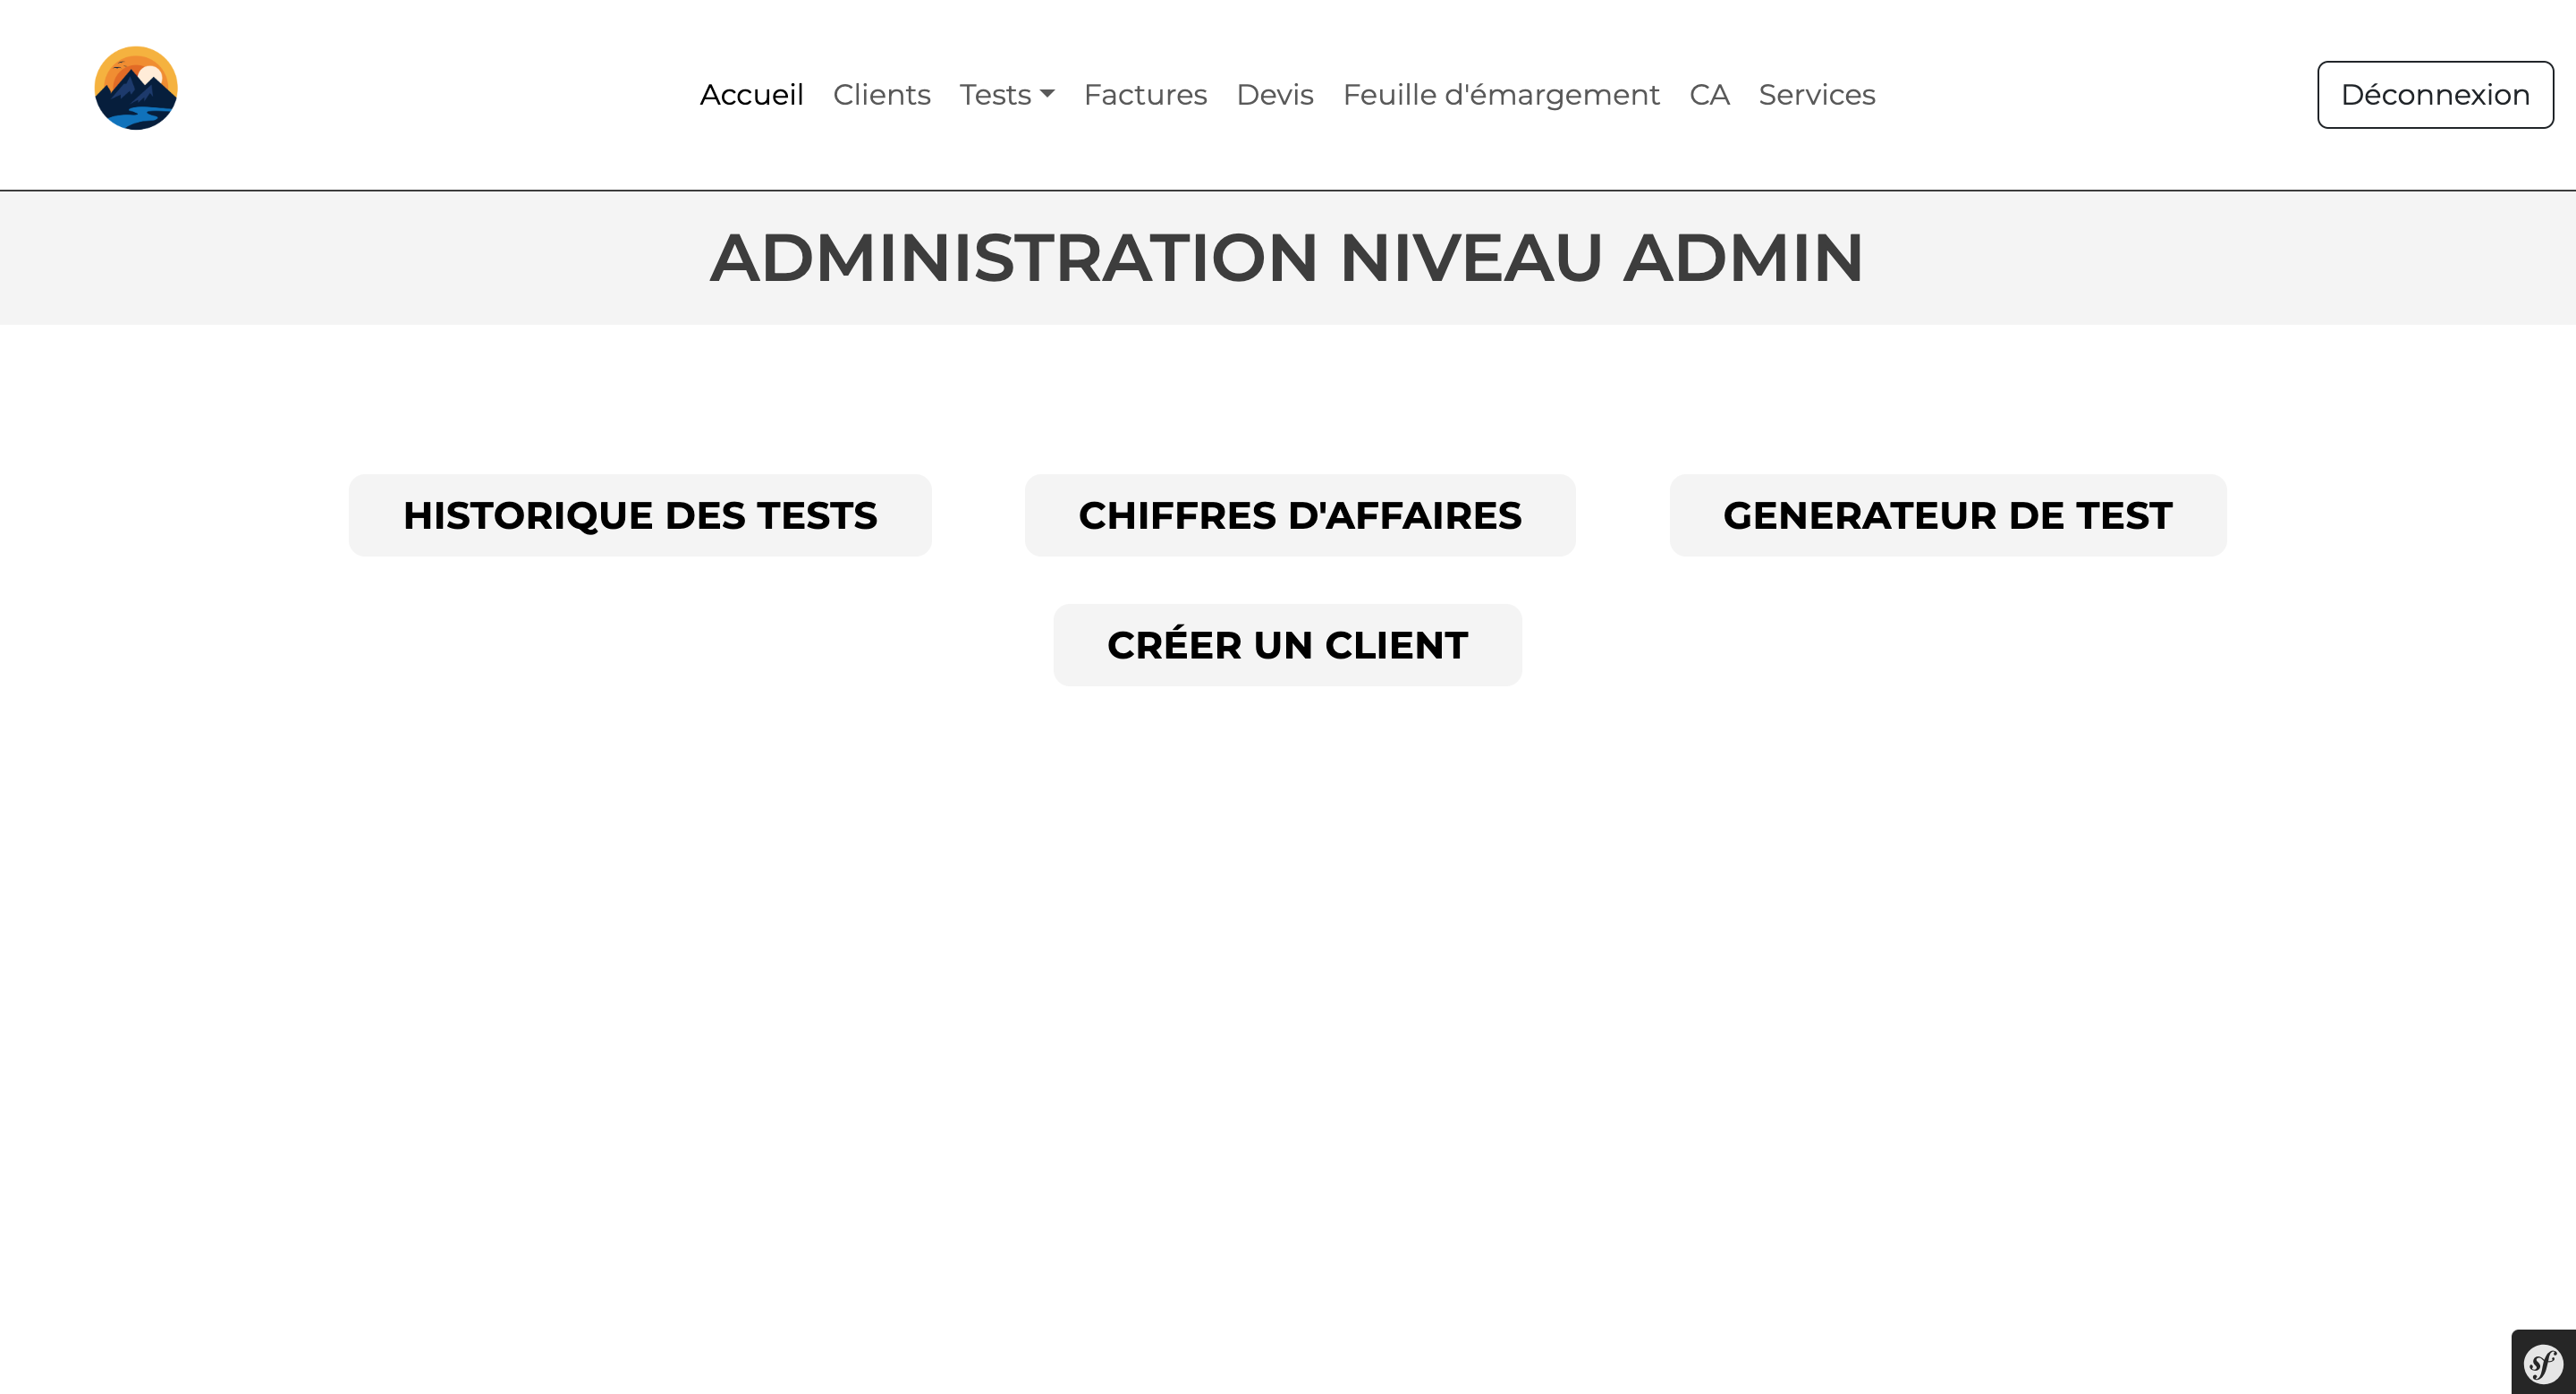 Accueil Clients Tests Factures Devis Feuille d'émargement CA Services Déconnexion
ADMINISTRATION NIVEAU ADMIN
HISTORIQUE DES TESTS CHIFFRES D'AFFAIRES GENERATEUR DE TEST
CRÉER UN CLIENT
sf